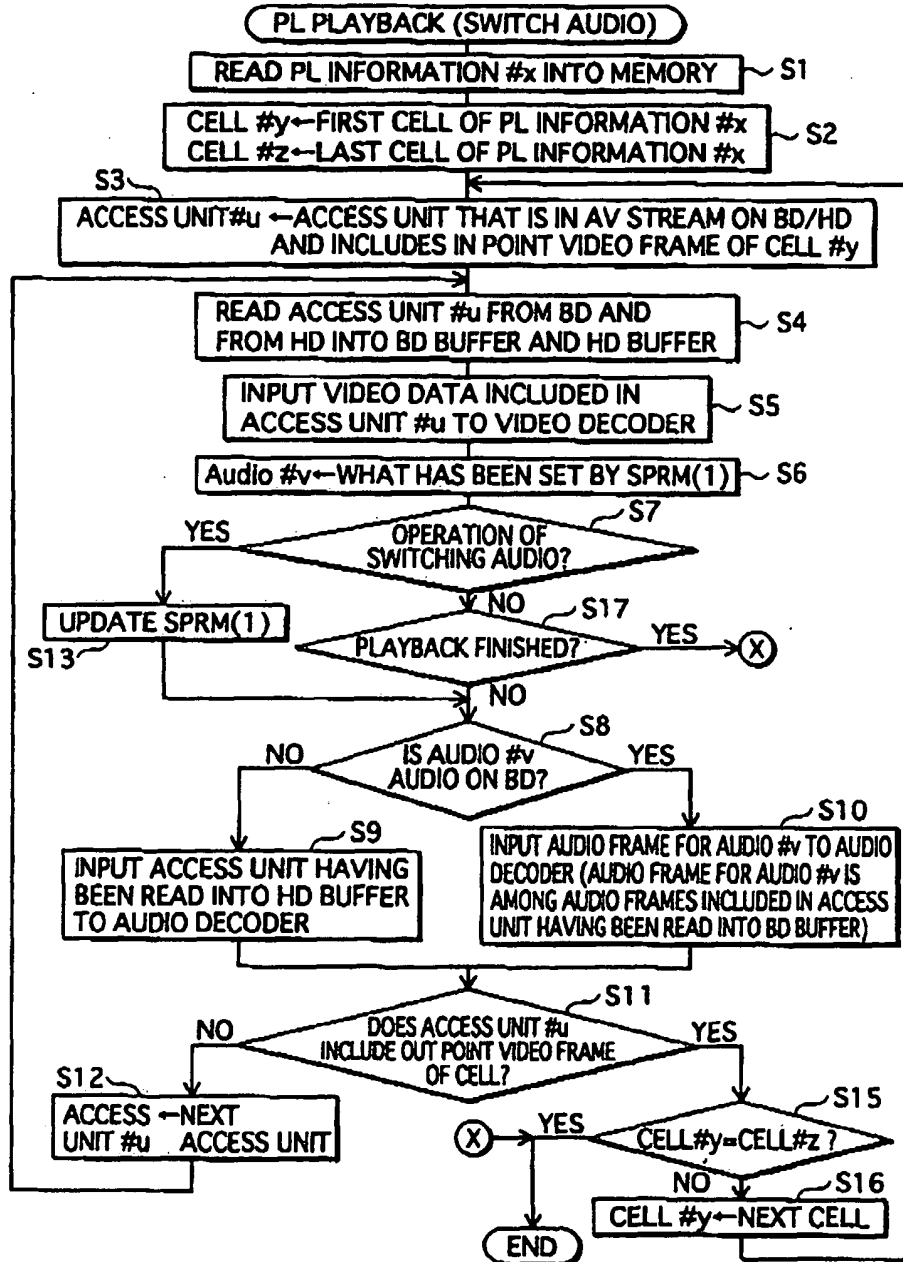 PL PLAYBACK (SWITCH AUDIO)
READ PL INFORMATION #x INTO MEMORY
S1
CELL #y←FIRST CELL OF PL INFORMATION #x
CELL #z←LAST CELL OF PL INFORMATION #x
S2
S3
ACCESS UNIT#u ←ACCESS UNIT THAT IS IN AV STREAM ON BD/HD
AND INCLUDES IN POINT VIDEO FRAME OF CELL #y
READ ACCESS UNIT #u FROM BD AND
FROM HD INTO BD BUFFER AND HD BUFFER
S4
INPUT VIDEO DATA INCLUDED IN
ACCESS UNIT #u TO VIDEO DECODER
S5
Audio #v←WHAT HAS BEEN SET BY SPRM(1)
S6
S7
YES
OPERATION OF
SWITCHING AUDIO?
NO
UPDATE SPRM(1)
S13
S17
PLAYBACK FINISHED?
YES
X
NO
S8
NO
IS AUDIO #v
AUDIO ON BD?
YES
S9
INPUT ACCESS UNIT HAVING
BEEN READ INTO HD BUFFER
TO AUDIO DECODER
S10
INPUT AUDIO FRAME FOR AUDIO #v TO AUDIO
DECODER (AUDIO FRAME FOR AUDIO #v IS
AMONG AUDIO FRAMES INCLUDED IN ACCESS
UNIT HAVING BEEN READ INTO BD BUFFER)
S11
NO
DOES ACCESS UNIT #u
INCLUDE OUT POINT VIDEO FRAME
OF CELL?
YES
S12
ACCESS ←NEXT
UNIT #u ACCESS UNIT
S15
X
YES
CELL#y=CELL#z ?
NO
S16
CELL #y←NEXT CELL
END